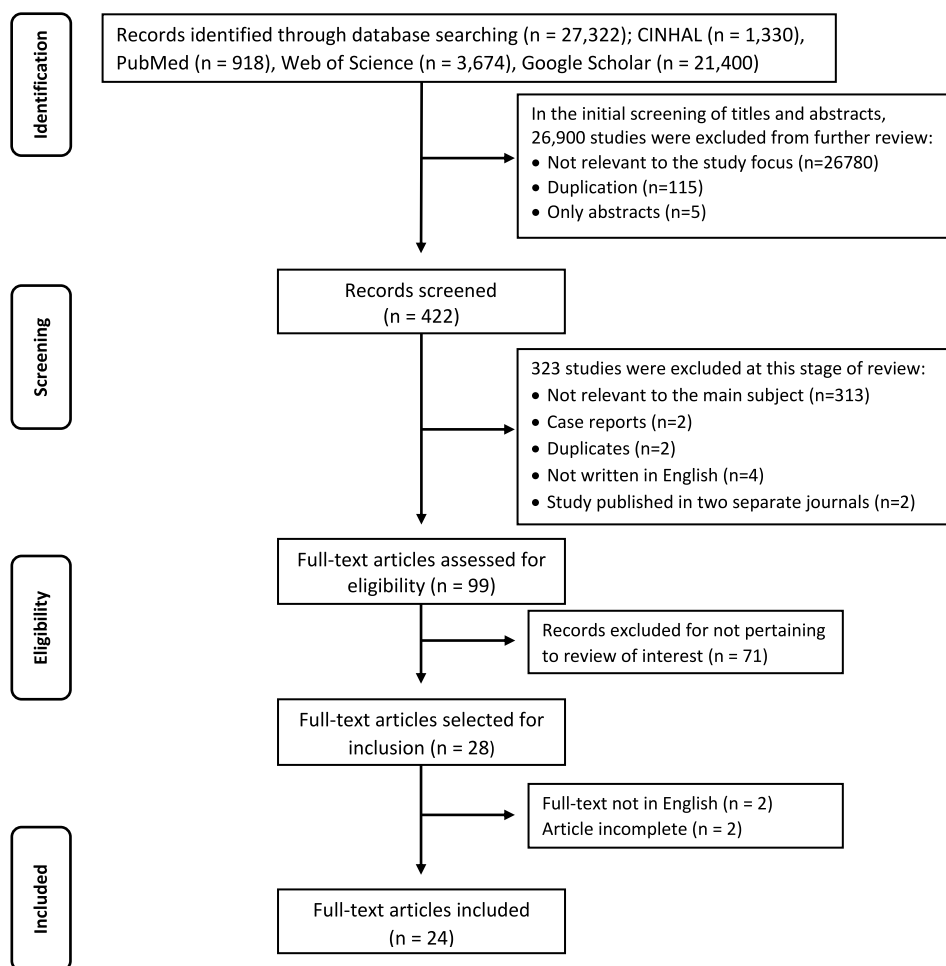 Identification
Records identified through database searching (n = 27,322); CINHAL (n = 1,330),
PubMed (n = 918), Web of Science (n = 3,674), Google Scholar (n = 21,400)
In the initial screening of titles and abstracts,
26,900 studies were excluded from further review:
• Not relevant to the study focus (n=26780)
• Duplication (n=115)
• Only abstracts (n=5)
Screening
Records screened
(n = 422)
323 studies were excluded at this stage of review:
• Not relevant to the main subject (n=313)
• Case reports (n=2)
• Duplicates (n=2)
• Not written in English (n=4)
• Study published in two separate journals (n=2)
Eligibility
Full-text articles assessed for
eligibility (n = 99)
Records excluded for not pertaining
to review of interest (n = 71)
Full-text articles selected for
inclusion (n = 28)
Full-text not in English (n = 2)
Article incomplete (n = 2)
Included
Full-text articles included
(n = 24)